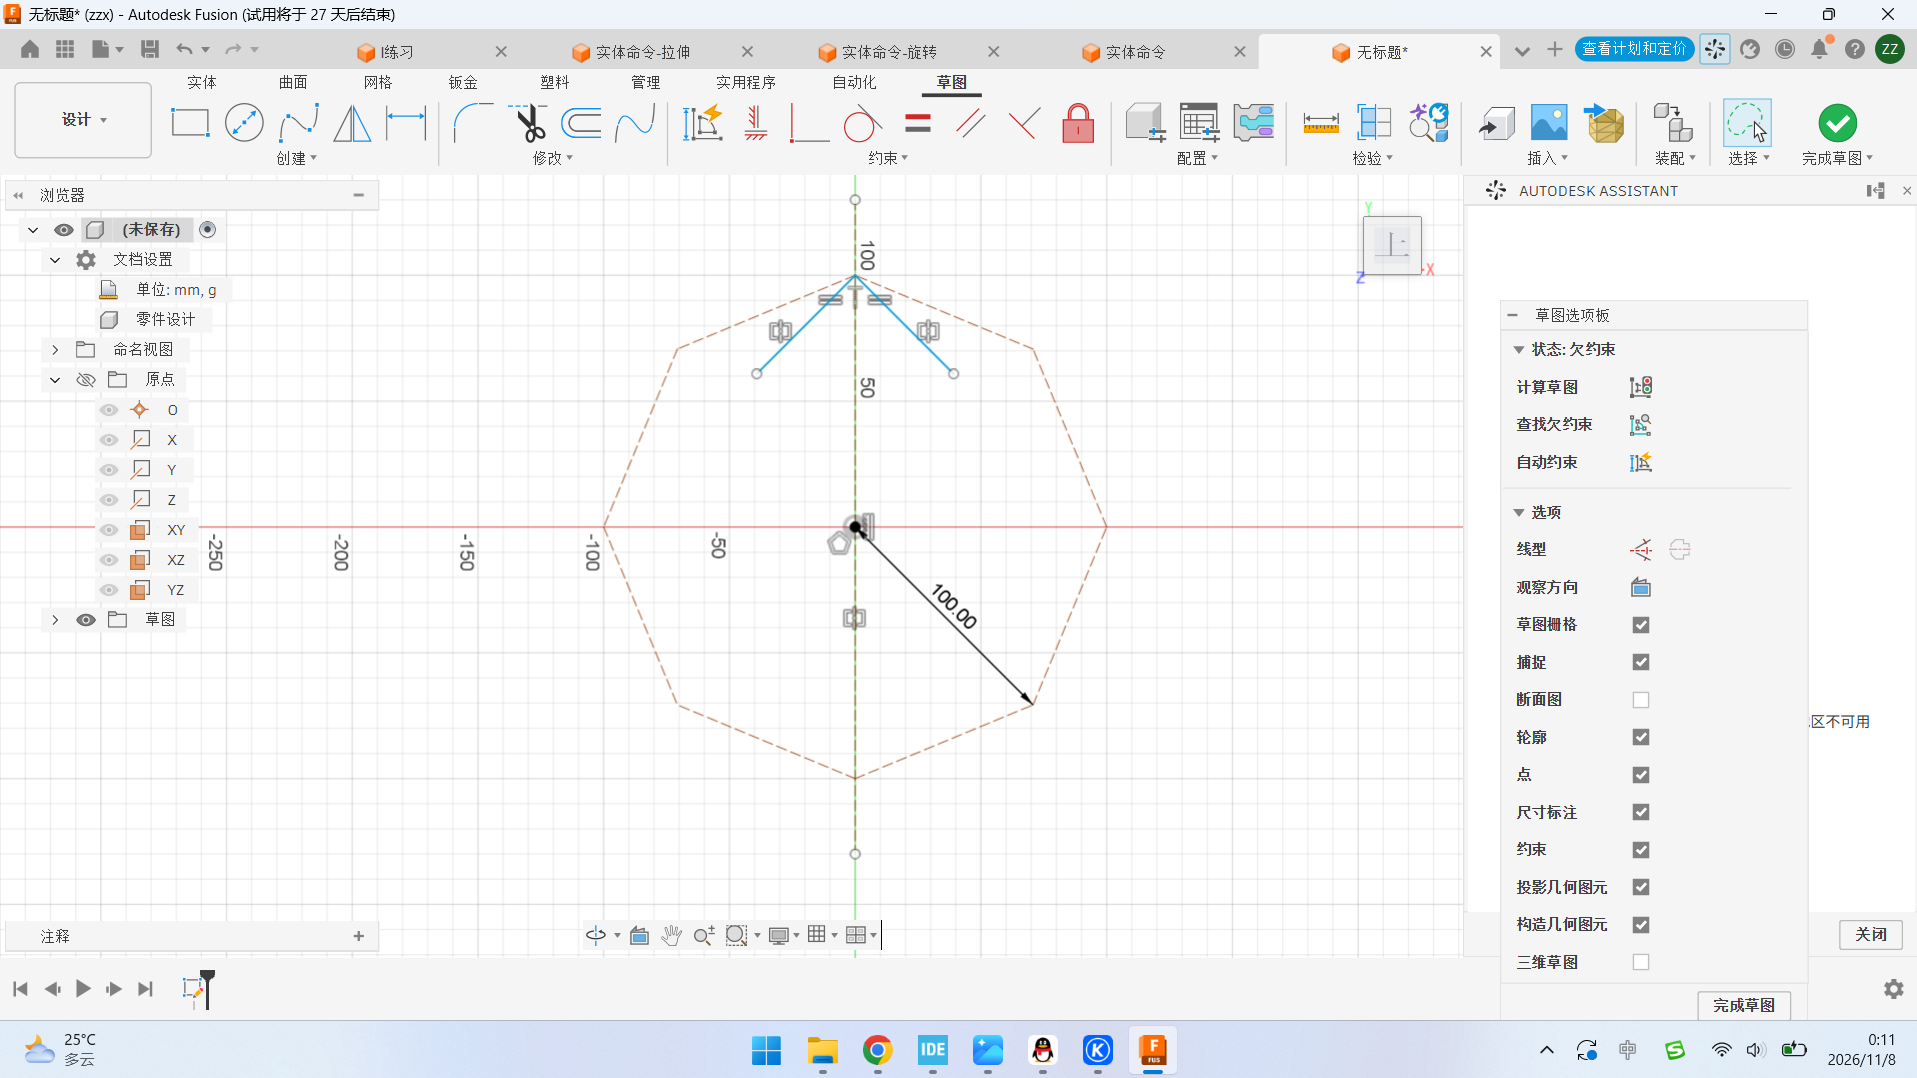 无标题* (zzx) - Autodesk Fusion (试用将于 27 天后结束)
I练习
实体命令-拉伸
实体命令-旋转
实体命令
无标题*
查看计划和定价
ZZ
实体
曲面
网格
钣金
塑料
管理
实用程序
自动化
草图
设计
创建
修改
约束
配置
检验
插入
装配
选择
完成草图
浏览器
AUTODESK ASSISTANT
(未保存)
文档设置
单位: mm, g
零件设计
命名视图
原点
O
X
Y
Z
XY
XZ
YZ
草图
100
50
-250
-200
-150
-100
-50
100.00
Y
Z
-X
上
草图选项板
状态: 欠约束
计算草图
查找欠约束
自动约束
选项
线型
观察方向
草图栅格
捕捉
断面图
区不可用
轮廓
点
尺寸标注
约束
投影几何图元
构造几何图元
三维草图
关闭
完成草图
注释
25°C
多云
IDE
F
FUS
中
0:11
2026/11/8